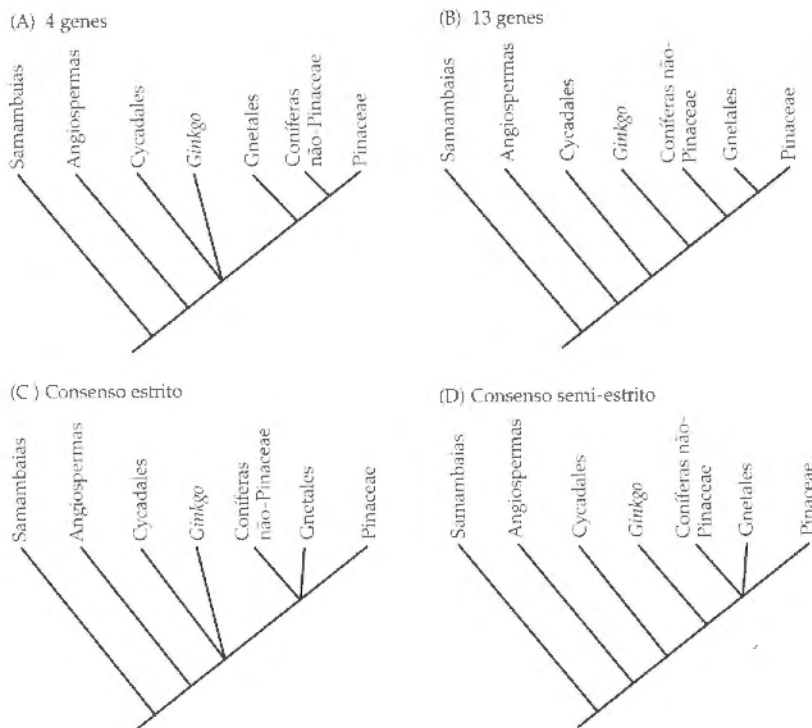 (A) 4 genes
Samambaias
Angiospermas
Cycadales
Ginkgo
Gnetales
Coníferas
não-Pinaceae
Pinaceae
(B) 13 genes
Samambaias
Angiospermas
Cycadales
Ginkgo
Coníferas não-
Pinaceae
Gnetales
Pinaceae
(C) Consenso estrito
Samambaias
Angiospermas
Cycadales
Ginkgo
Coníferas
não-Pinaceae
Gnetales
Pinaceae
(D) Consenso semi-estrito
Samambaias
Angiospermas
Cycadales
Ginkgo
Coníferas não-
Pinaceae
Gnetales
Pinaceae